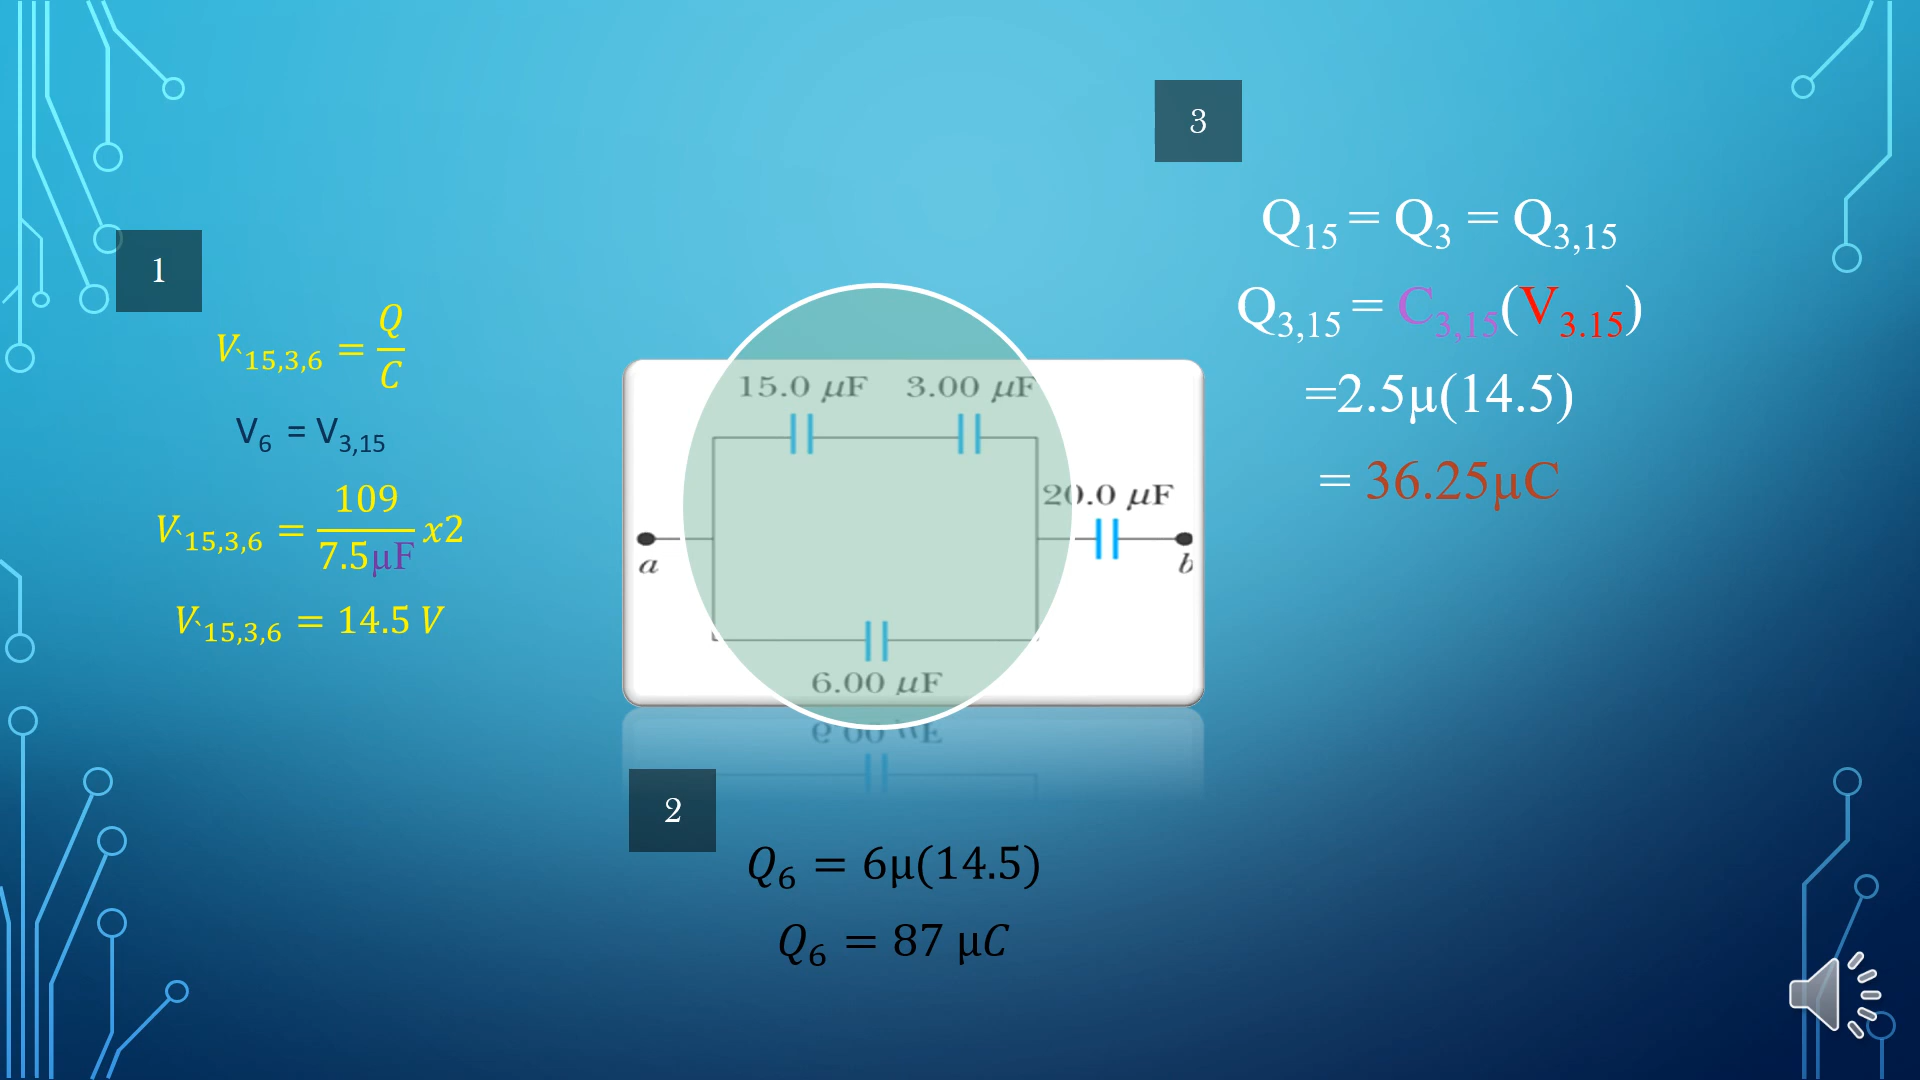 1
V`15,3,6 = Q/C
V6 = V3,15
V`15,3,6 = 109/7.5µF x2
V`15,3,6 = 14.5 V
15.0 µF 3.00 µF
20.0 µF
a b
6.00 µF
2
Q6 = 6µ(14.5)
Q6 = 87 µC
3
Q15 = Q3 = Q3,15
Q3,15 = C3,15(V3.15)
=2.5µ(14.5)
= 36.25µC